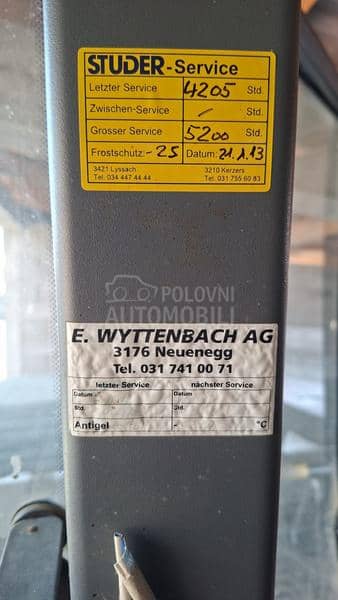 STUDER-Service
Letzter Service 4205 Std.
Zwischen-Service - Std.
Grosser Service 5200 Std.
Frostschutz: -25 Datum: 21.1.13
3421 Lyssach 3210 Kerzers
Tel. 034 447 44 44 Tel. 031 755 60 83
POLOVNI
AUTOMOBILI
E. WYTTENBACH AG
3176 Neuenegg
Tel. 031 741 00 71
letzter Service nächster Service
Datum Datum
Std. Std.
Antigel - °C